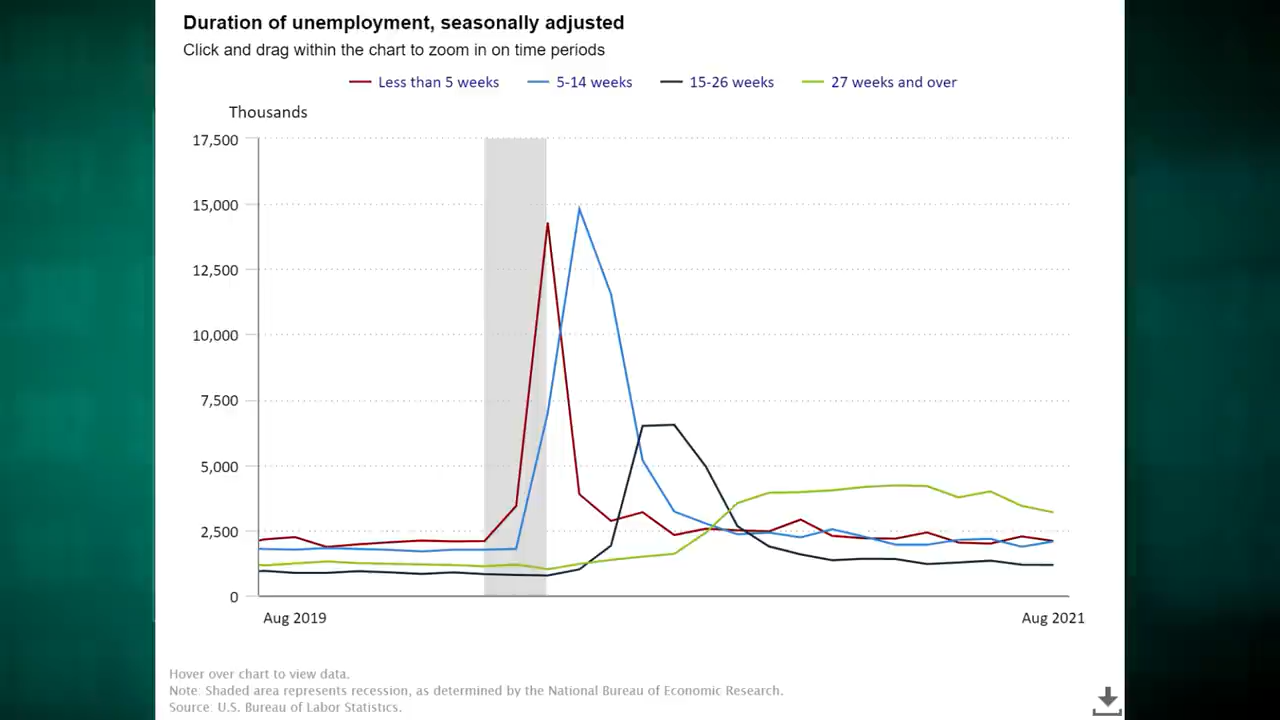 Duration of unemployment, seasonally adjusted
Click and drag within the chart to zoom in on time periods
Less than 5 weeks 5-14 weeks 15-26 weeks 27 weeks and over
Thousands
17,500
15,000
12,500
10,000
7,500
5,000
2,500
0
Aug 2019 Aug 2021
Hover over chart to view data.
Note: Shaded area represents recession, as determined by the National Bureau of Economic Research.
Source: U.S. Bureau of Labor Statistics.